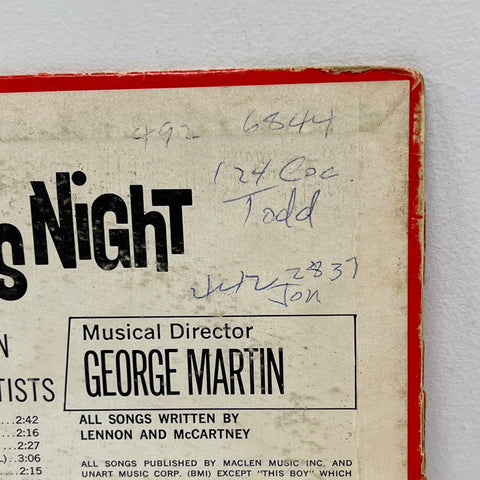 492 6844
124 Coc
Todd
S NiGhT
442 2837
Jon
N
Musical Director
TISTS
GEORGE MARTIN
...2:42
ALL SONGS WRITTEN BY
...2:16
LENNON AND McCARTNEY
...2:27
L)..3:06
ALL SONGS PUBLISHED BY MACLEN MUSIC INC. AND
...2:15
UNART MUSIC CORP. (BMI) EXCEPT "THIS BOY" WHICH